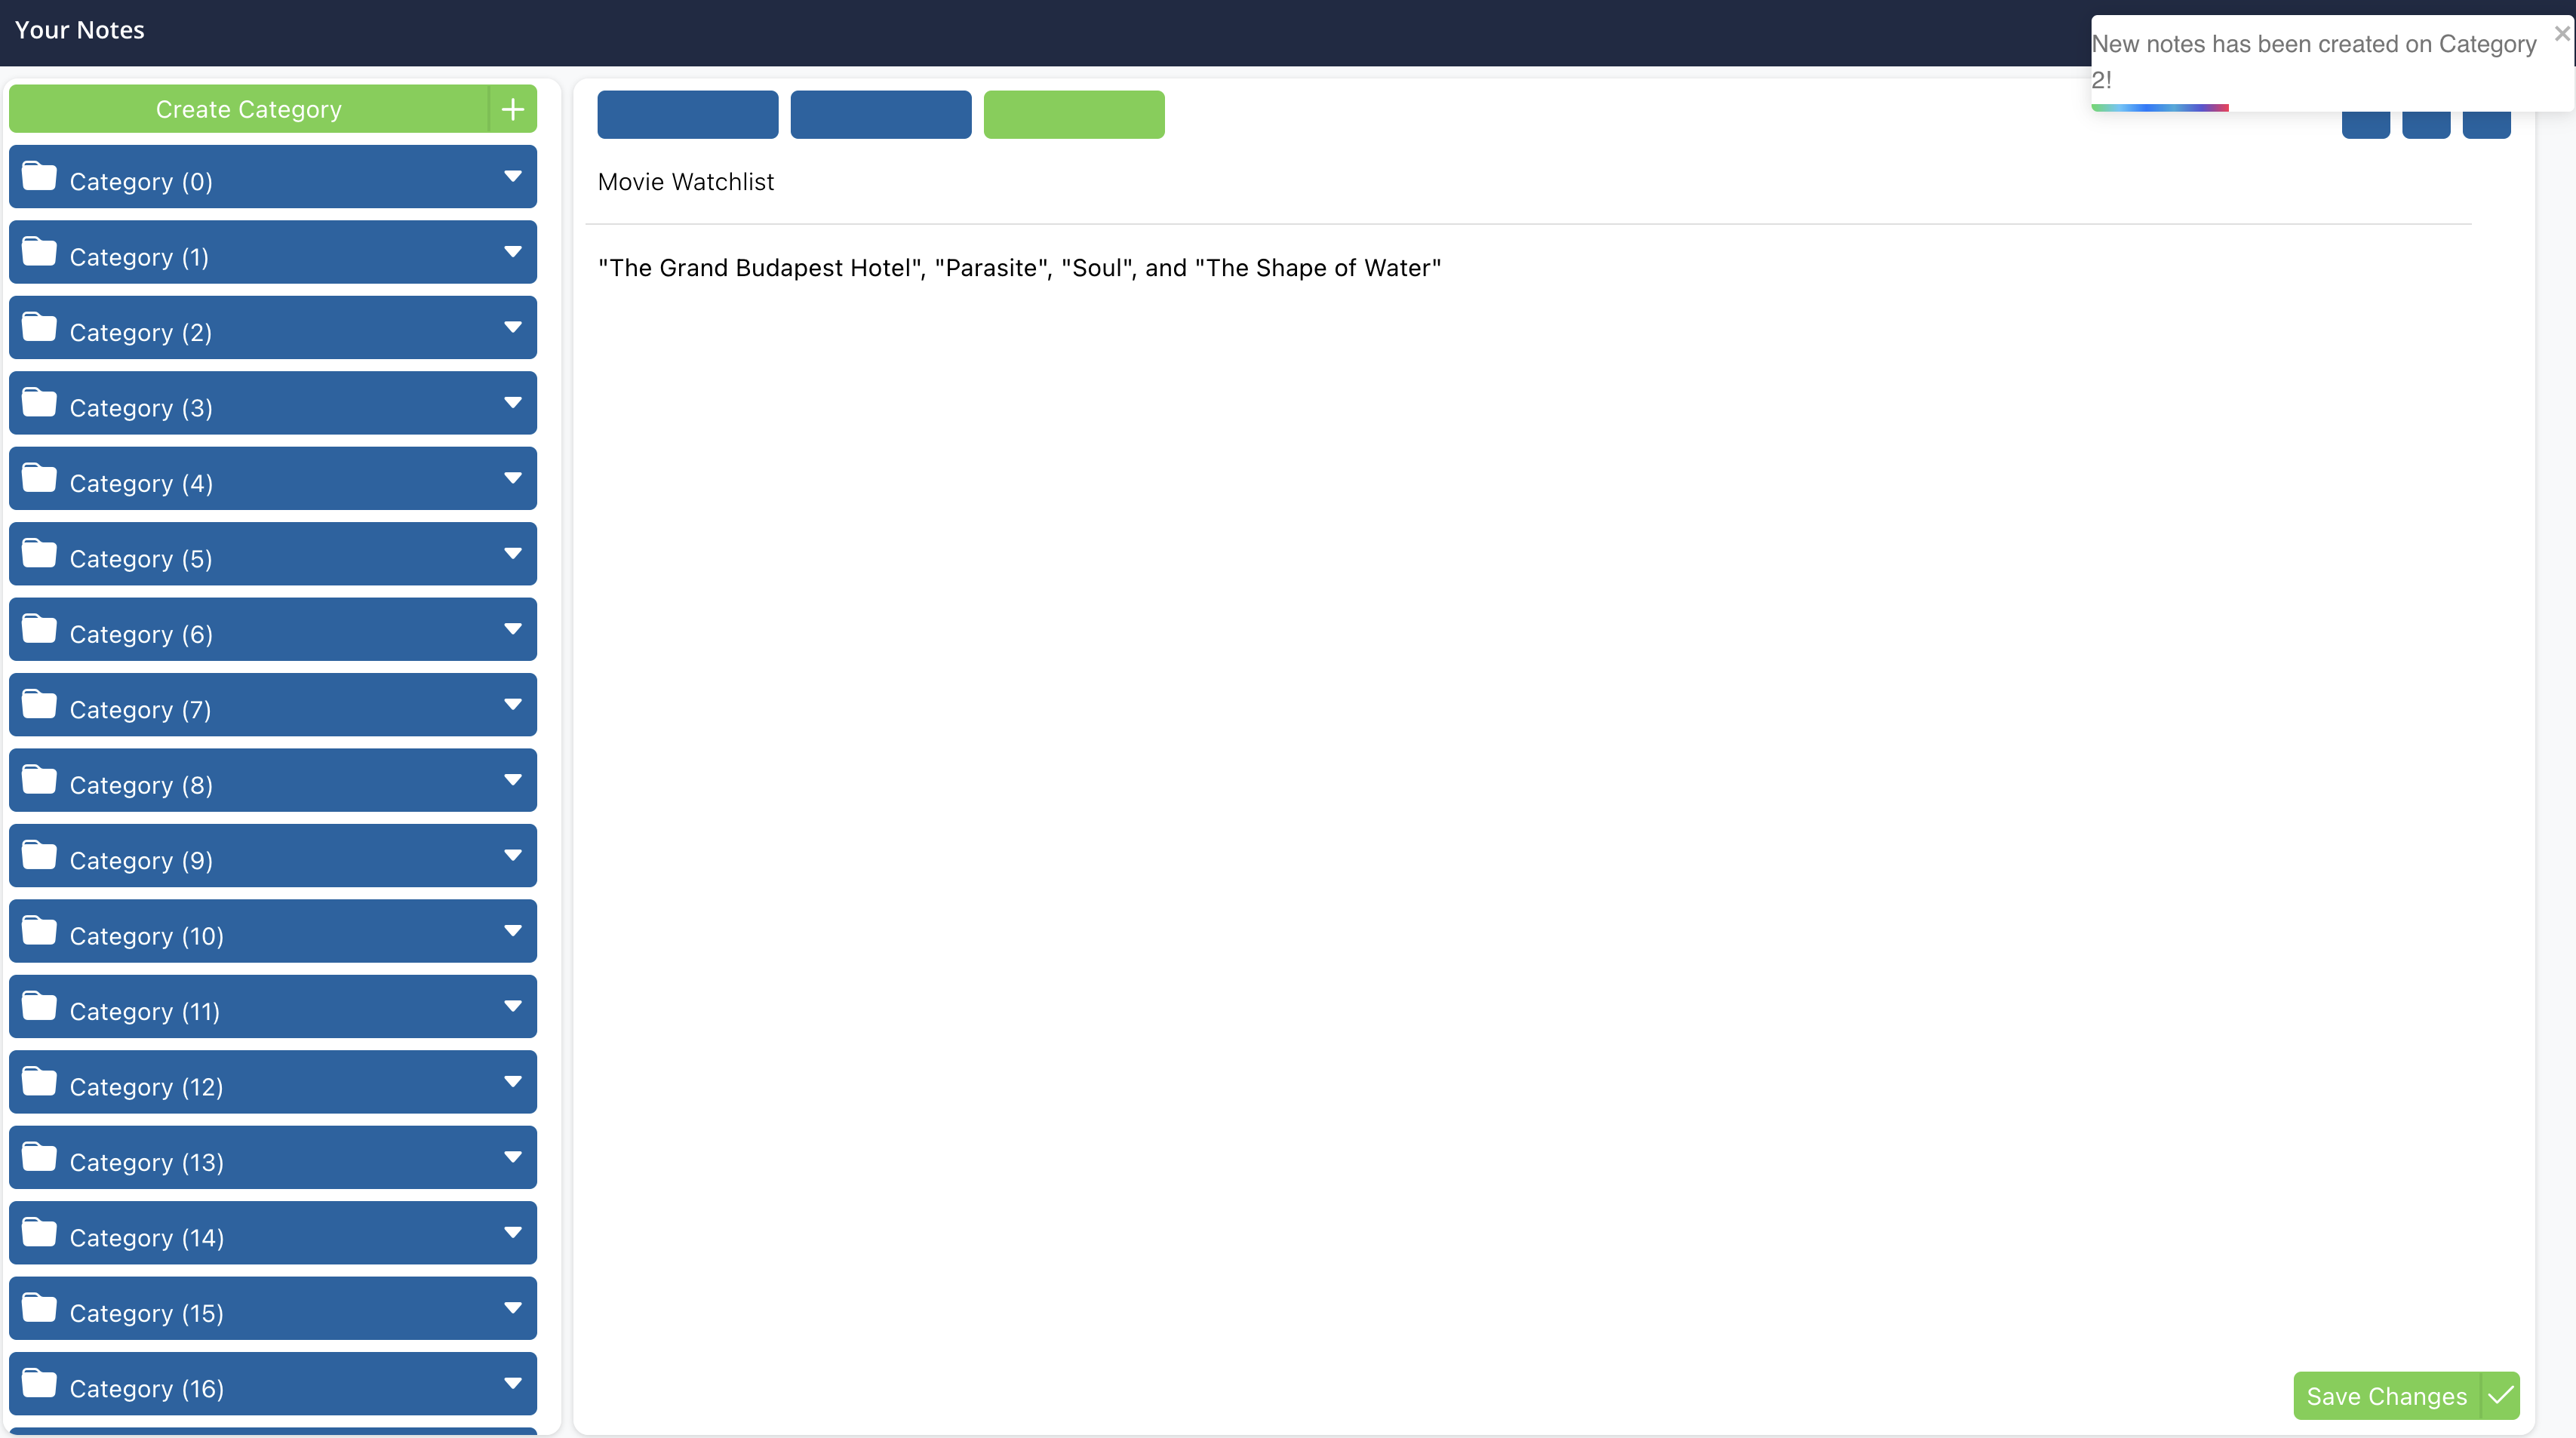 Your Notes
New notes has been created on Category
2!
Create Category
Category (0)
Category (1)
Category (2)
Category (3)
Category (4)
Category (5)
Category (6)
Category (7)
Category (8)
Category (9)
Category (10)
Category (11)
Category (12)
Category (13)
Category (14)
Category (15)
Category (16)
Movie Watchlist
"The Grand Budapest Hotel", "Parasite", "Soul", and "The Shape of Water"
Save Changes